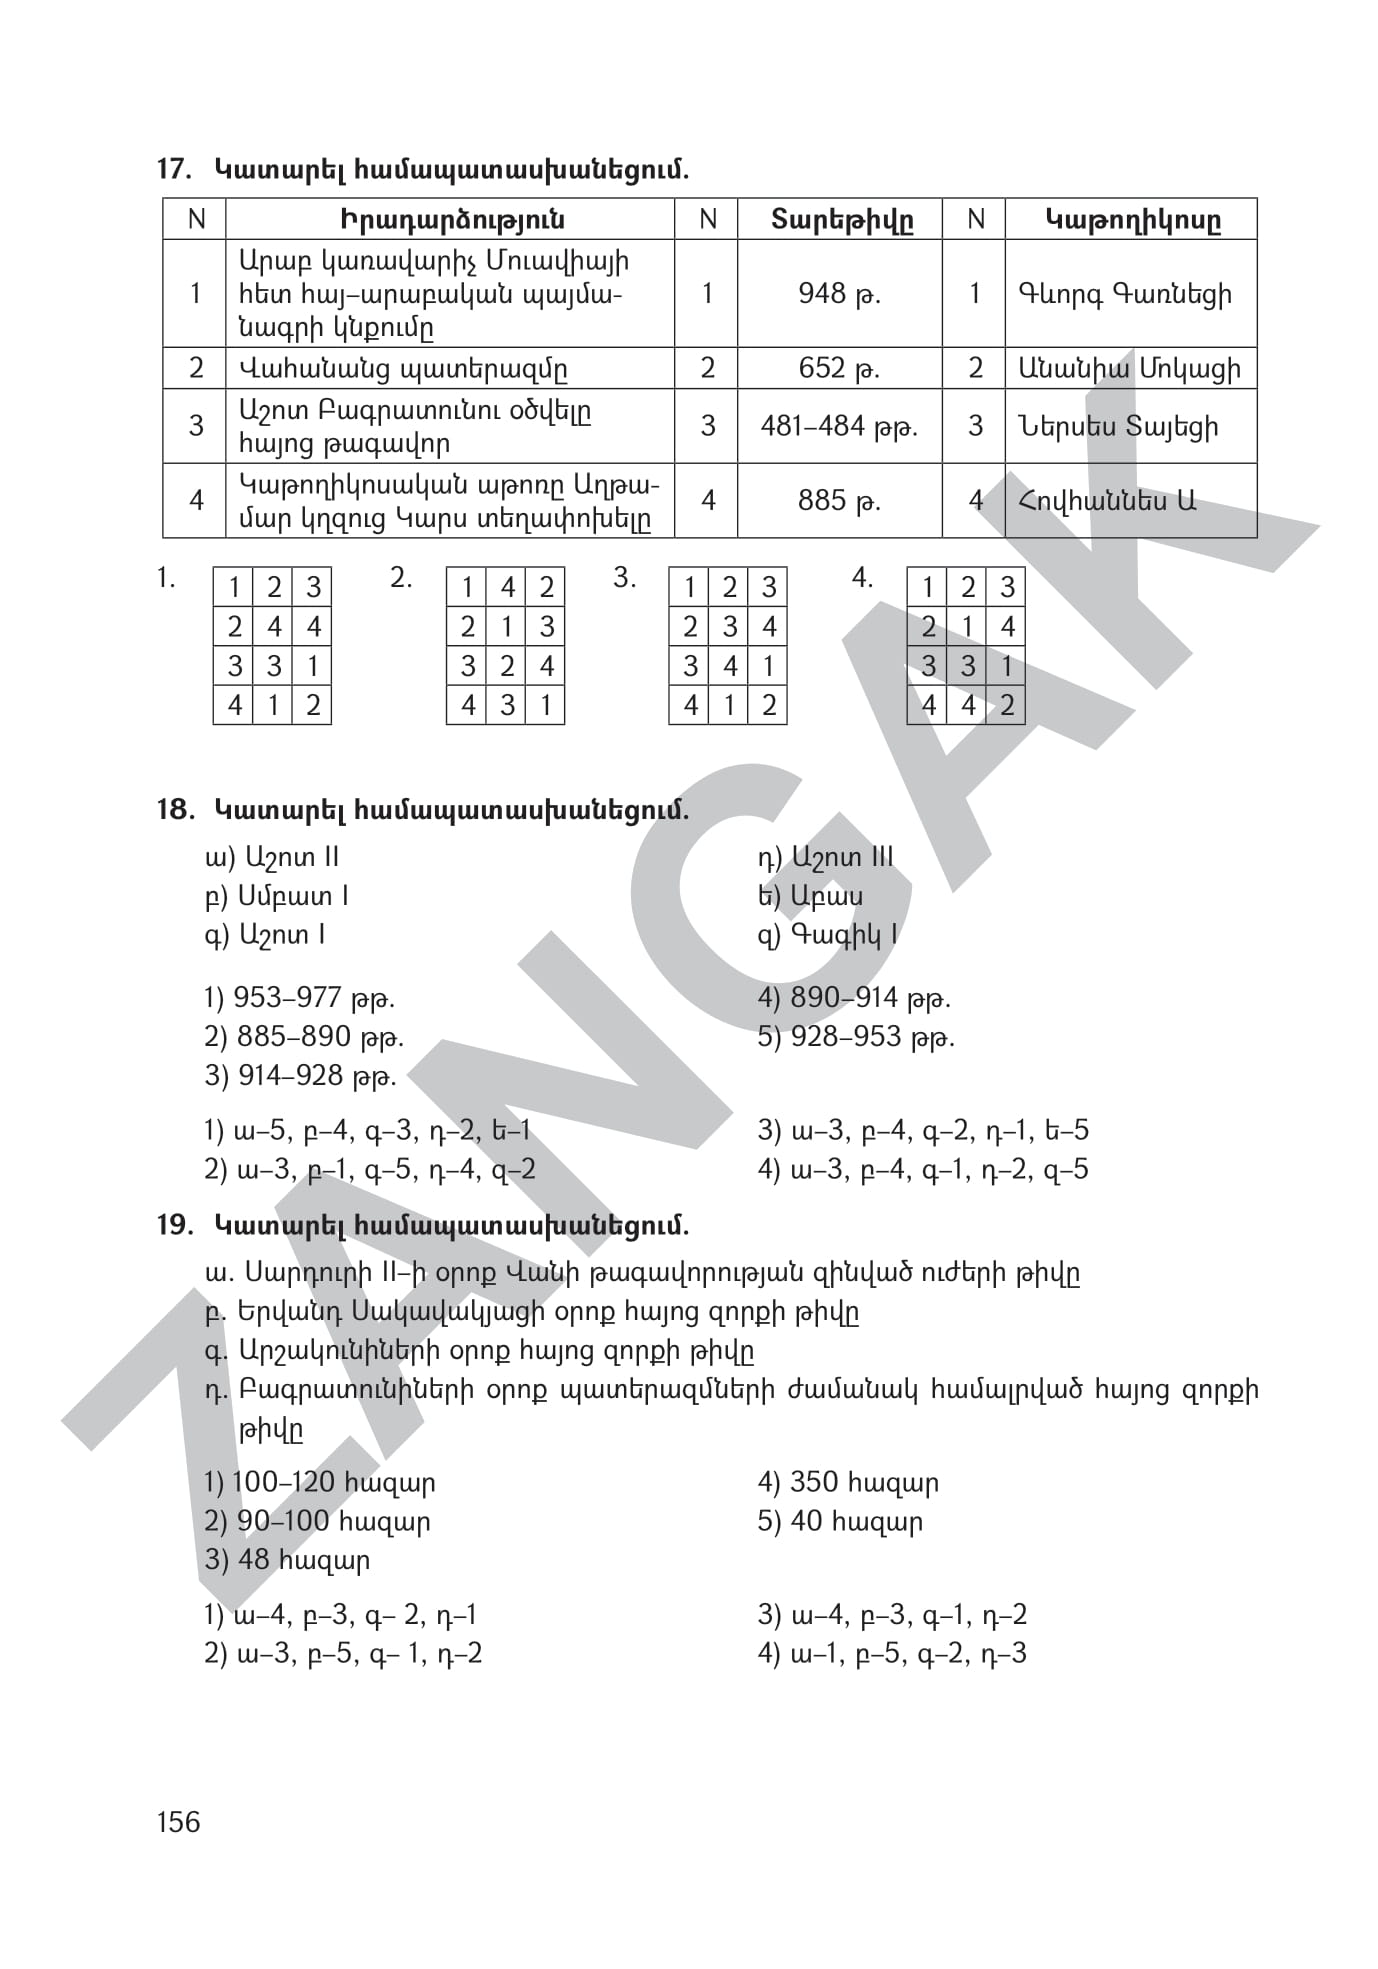 17. Կատարել համապատասխանեցում.
N Իրադարձություն N Տարեթիվը N Կաթողիկոսը
Արաբ կառավարիչ Մուավիայի
1 հետ հայ–արաբական պայմա- 1 948 թ. 1 Գևորգ Գառնեցի
նագրի կնքումը
2 Վահանանց պատերազմը 2 652 թ. 2 Անանիա Մոկացի
Աշոտ Բագրատունու օծվելը
3 3 481–484 թթ. 3 Ներսես Տայեցի
հայոց թագավոր
Կաթողիկոսական աթոռը Աղթա-
4 4 885 թ. 4 Հովհաննես Ա
մար կղզուց Կարս տեղափոխելը
1. 2. 3. 4.
1 2 3 1 4 2 1 2 3 1 2 3
2 4 4 2 1 3 2 3 4 2 1 4
3 3 1 3 2 4 3 4 1 3 3 1
4 1 2 4 3 1 4 1 2 4 4 2
18. Կատարել համապատասխանեցում.
ա) Աշոտ II դ) Աշոտ III
բ) Սմբատ I ե) Աբաս
գ) Աշոտ I զ) Գագիկ I
1) 953–977 թթ. 4) 890–914 թթ.
2) 885–890 թթ. 5) 928–953 թթ.
3) 914–928 թթ.
1) ա–5, բ–4, գ–3, դ–2, ե–1 3) ա–3, բ–4, գ–2, դ–1, ե–5
2) ա–3, բ–1, գ–5, դ–4, զ–2 4) ա–3, բ–4, գ–1, դ–2, զ–5
19. Կատարել համապատասխանեցում.
ա. Սարդուրի II–ի օրոք Վանի թագավորության զինված ուժերի թիվը
բ. Երվանդ Սակավակյացի օրոք հայոց զորքի թիվը
գ. Արշակունիների օրոք հայոց զորքի թիվը
դ. Բագրատունիների օրոք պատերազմների ժամանակ համալրված հայոց զորքի
թիվը
1) 100–120 հազար 4) 350 հազար
2) 90–100 հազար 5) 40 հազար
3) 48 հազար
1) ա–4, բ–3, գ– 2, դ–1 3) ա–4, բ–3, գ–1, դ–2
2) ա–3, բ–5, գ– 1, դ–2 4) ա–1, բ–5, գ–2, դ–3
156
ZANGAK